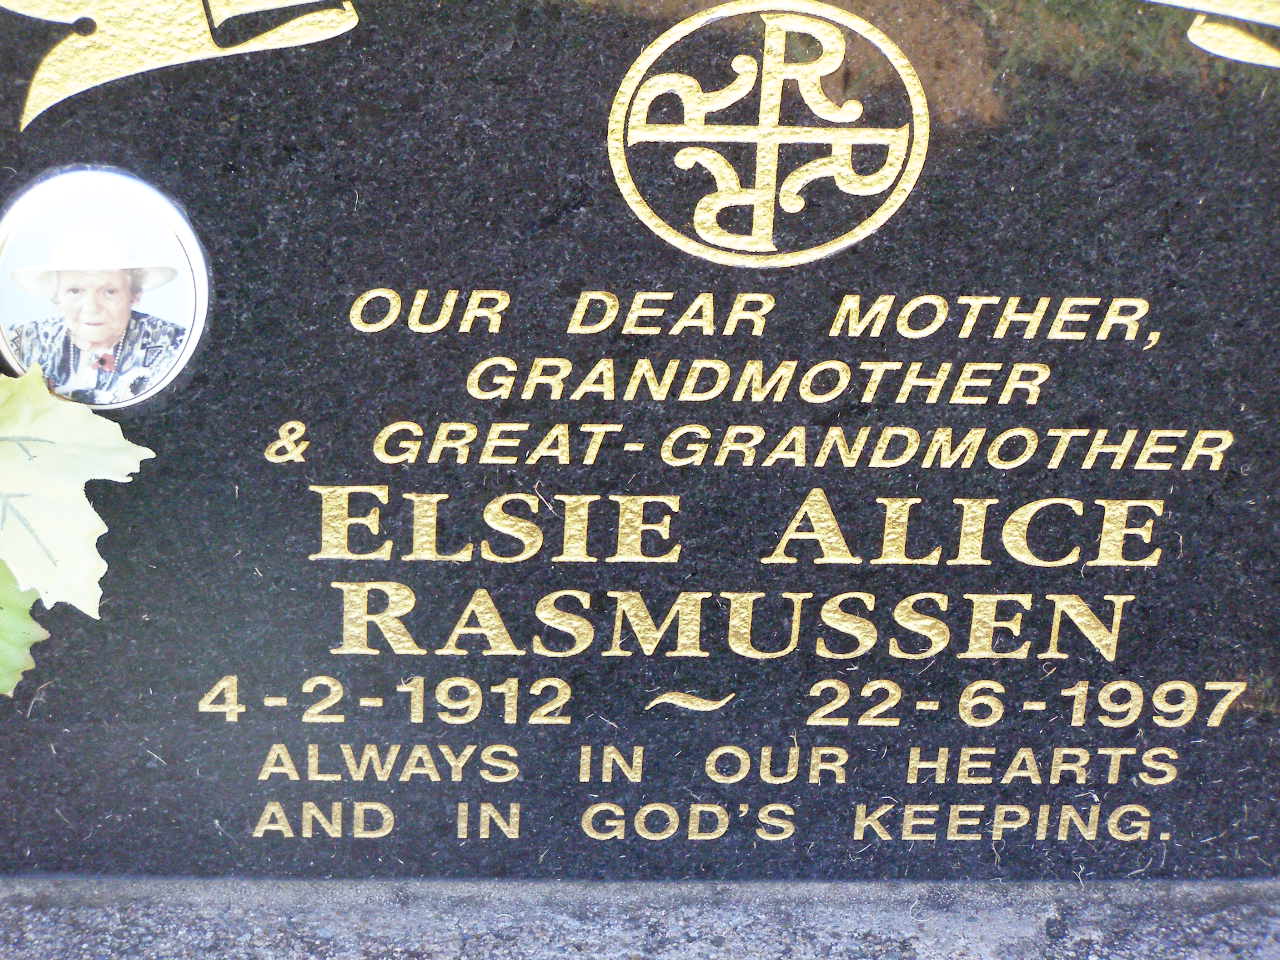 R
R R
R
OUR DEAR MOTHER,
GRANDMOTHER
& GREAT-GRANDMOTHER
ELSIE ALICE
RASMUSSEN
4-2-1912 ~ 22-6-1997
ALWAYS IN OUR HEARTS
AND IN GOD'S KEEPING.